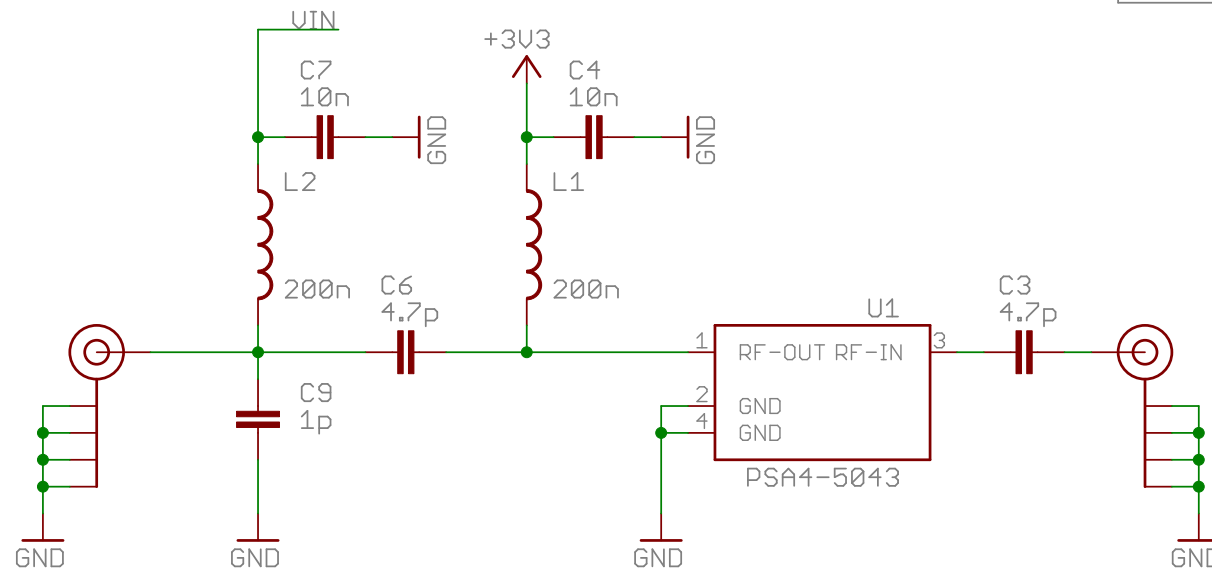 VIN
+3V3
C7
10n
GND
C4
10n
GND
L2
200n
L1
200n
C6
4.7p
C3
4.7p
U1
1
RF-OUT RF-IN
3
2
GND
4
GND
PSA4-5043
C9
1p
GND
GND
GND
GND